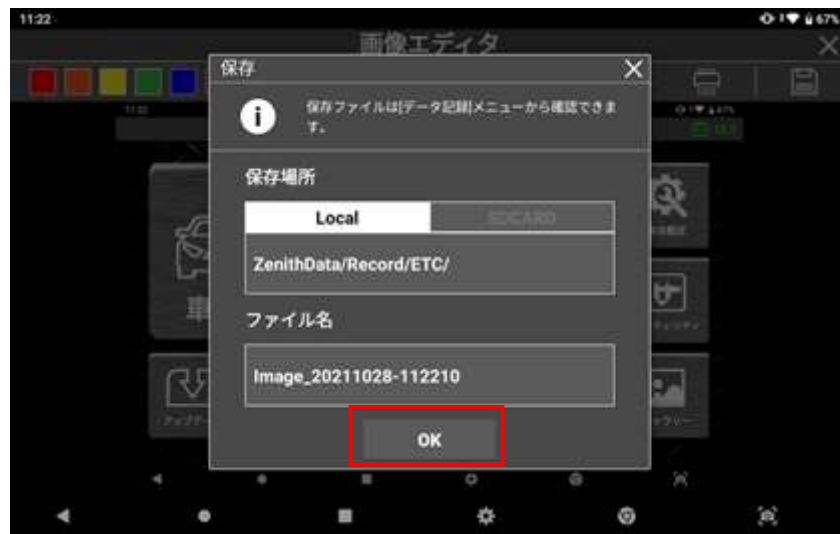 11:22
67%
画像エディタ
保存
保存ファイルは[データ記録]メニューから確認できま
す。
保存場所
Local
SDCARD
ZenithData/Record/ETC/
ファイル名
Image_20211028-112210
OK